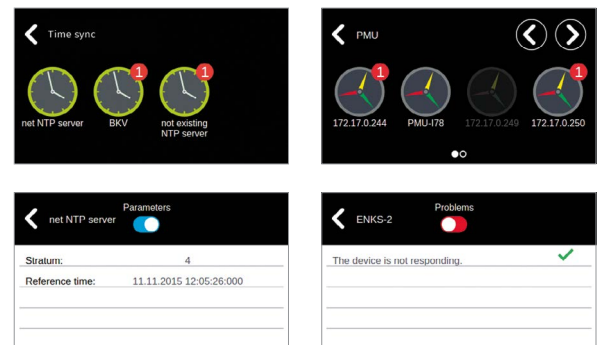 Time sync
1
1
net NTP server
BKV
not existing
NTP server
PMU
1
1
172.17.0.244
PMU-I78
172.17.0.249
172.17.0.250
net NTP server
Parameters
Stratum: 4
Reference time: 11.11.2015 12:05:26:000
ENKS-2
Problems
The device is not responding.